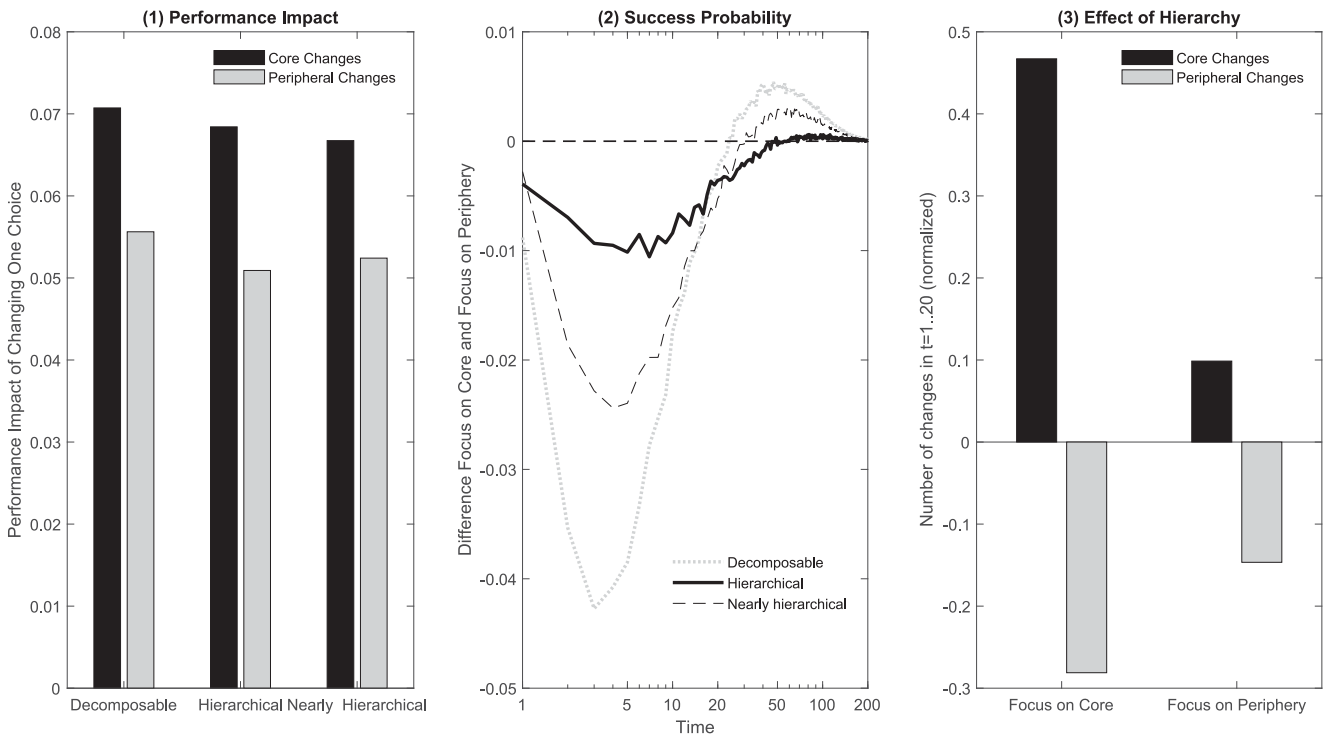 (1) Performance Impact
Performance Impact of Changing One Choice
0.08
0.07
0.06
0.05
0.04
0.03
0.02
0.01
0
Core Changes
Peripheral Changes
Decomposable
Hierarchical
Nearly Hierarchical
(2) Success Probability
Difference Focus on Core and Focus on Periphery
0.01
0
-0.01
-0.02
-0.03
-0.04
-0.05
Decomposable
Hierarchical
Nearly hierarchical
1 5 10 20 50 100 200
Time
(3) Effect of Hierarchy
Number of changes in t=1..20 (normalized)
0.5
0.4
0.3
0.2
0.1
0
-0.1
-0.2
-0.3
Core Changes
Peripheral Changes
Focus on Core
Focus on Periphery